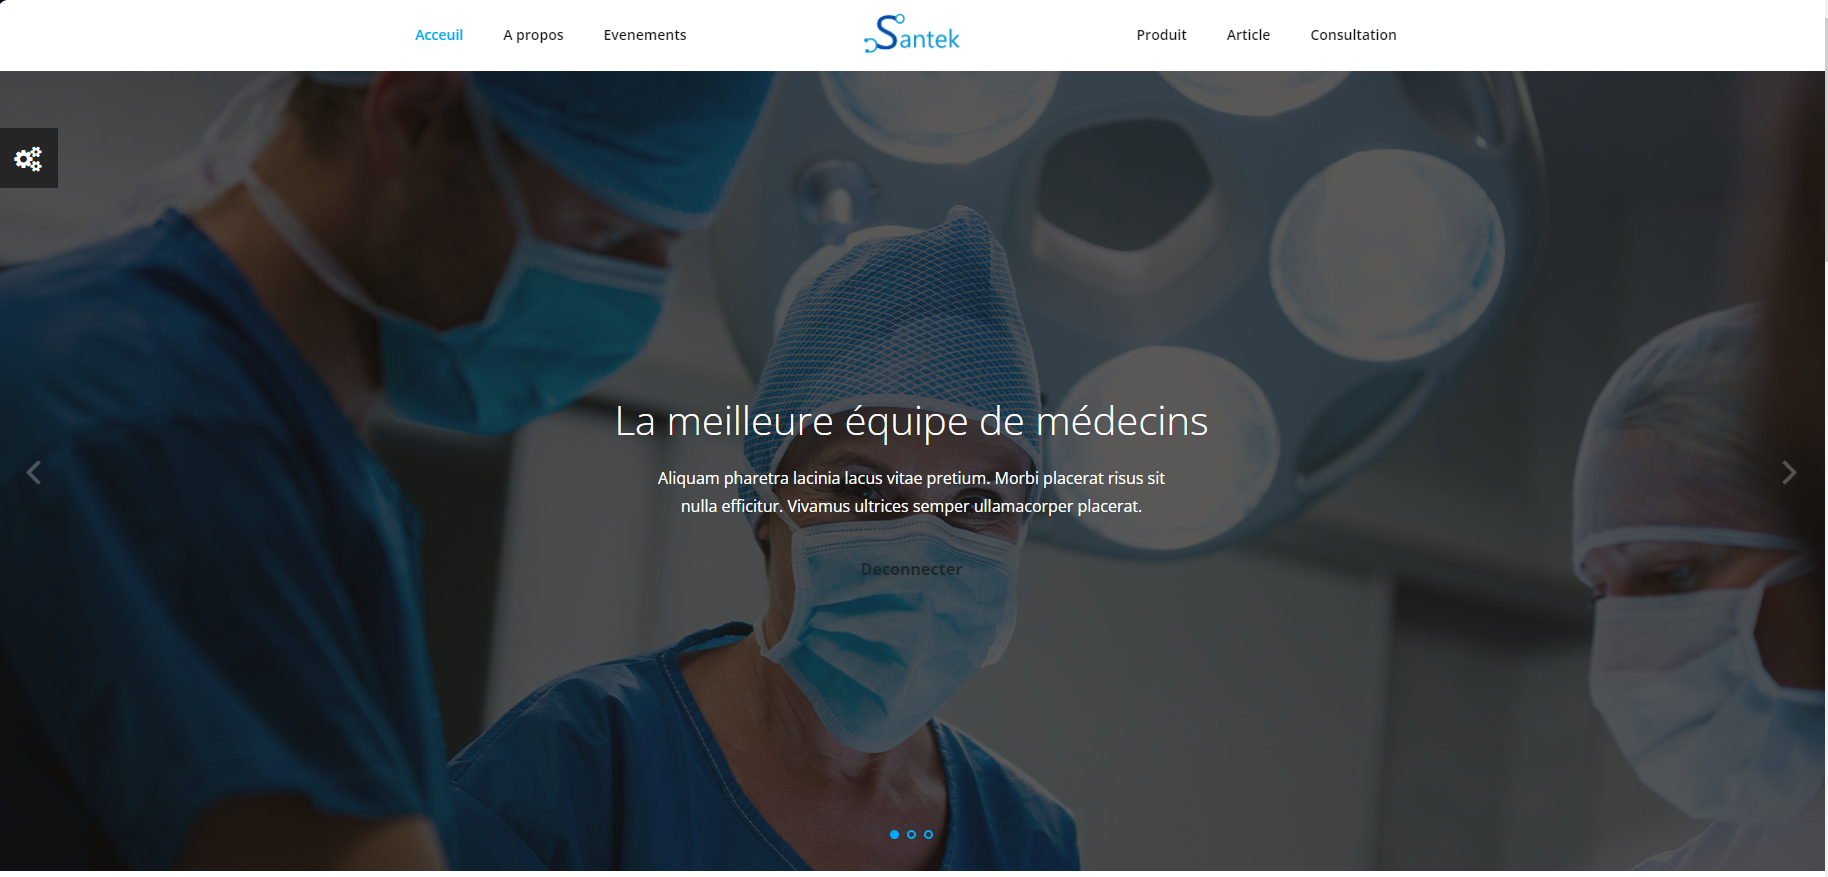 Acceuil
A propos
Evenements
Santek
Produit
Article
Consultation
La meilleure équipe de médecins
Aliquam pharetra lacinia lacus vitae pretium. Morbi placerat risus sit
nulla efficitur. Vivamus ultrices semper ullamacorper placerat.
Deconnecter